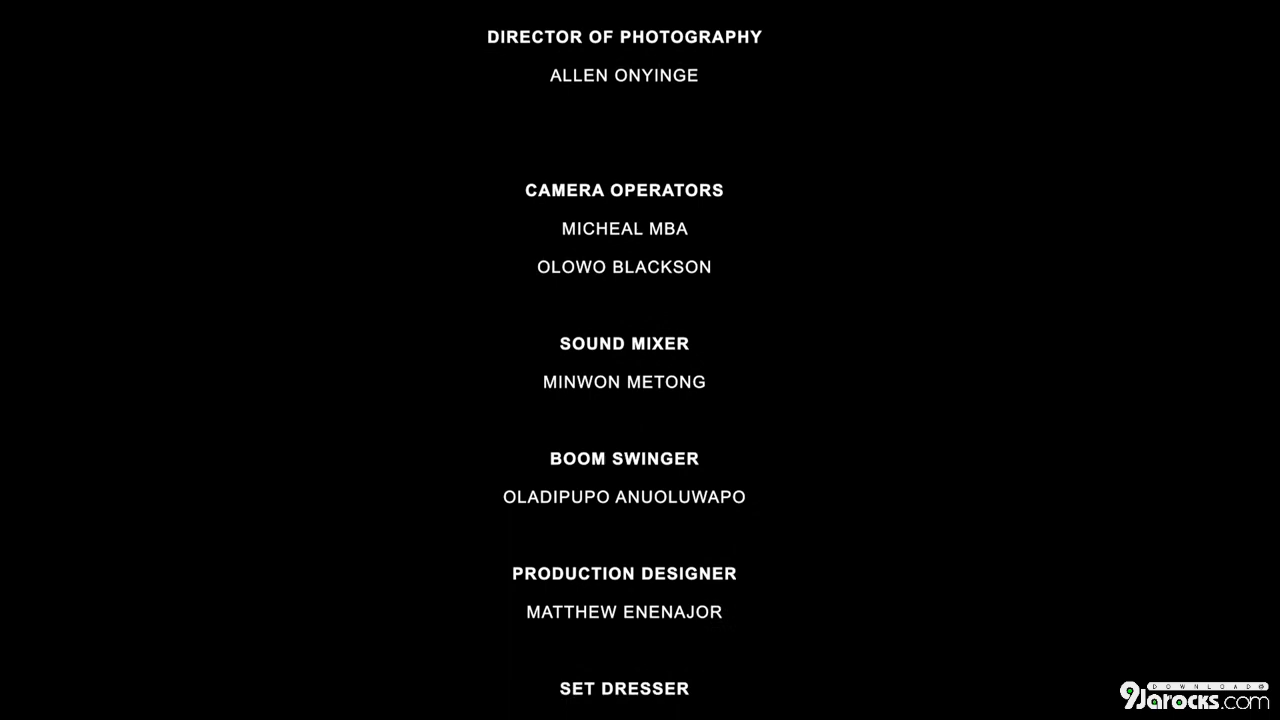 DIRECTOR OF PHOTOGRAPHY
ALLEN ONYINGE
CAMERA OPERATORS
MICHEAL MBA
OLOWO BLACKSON
SOUND MIXER
MINWON METONG
BOOM SWINGER
OLADIPUPO ANUOLUWAPO
PRODUCTION DESIGNER
MATTHEW ENENAJOR
SET DRESSER
DOWNLOAD
9Jarocks.com